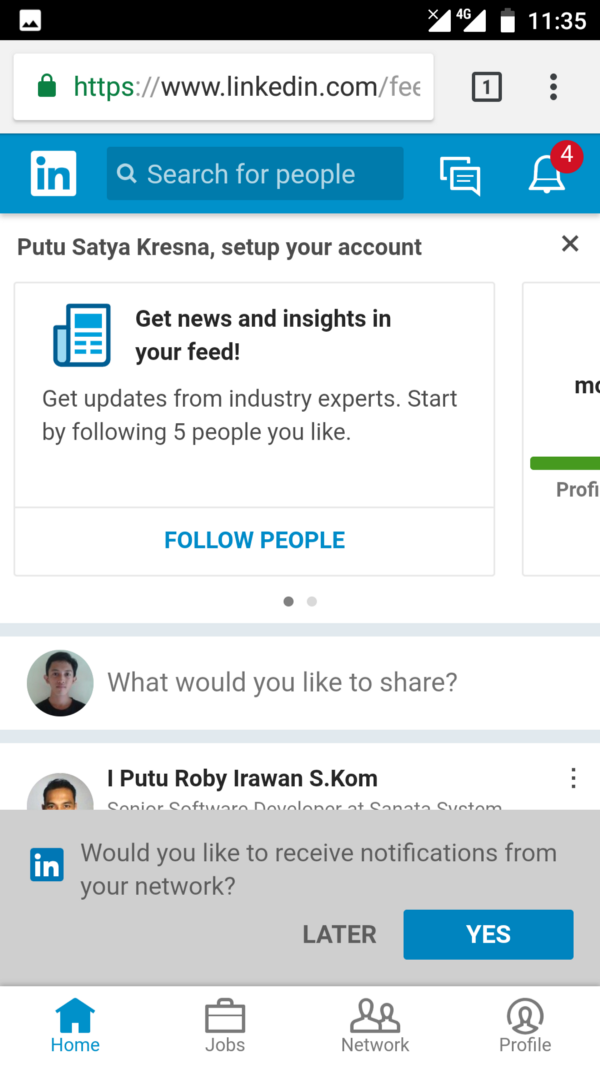 4G 11:35
https://www.linkedin.com/fee
1
in Search for people 4
Putu Satya Kresna, setup your account
Get news and insights in
your feed!
Get updates from industry experts. Start
by following 5 people you like.
FOLLOW PEOPLE
mo
Profi
What would you like to share?
I Putu Roby Irawan S.Kom
Senior Software Developer at Sanata System
in
Would you like to receive notifications from
your network?
LATER YES
Home Jobs Network Profile